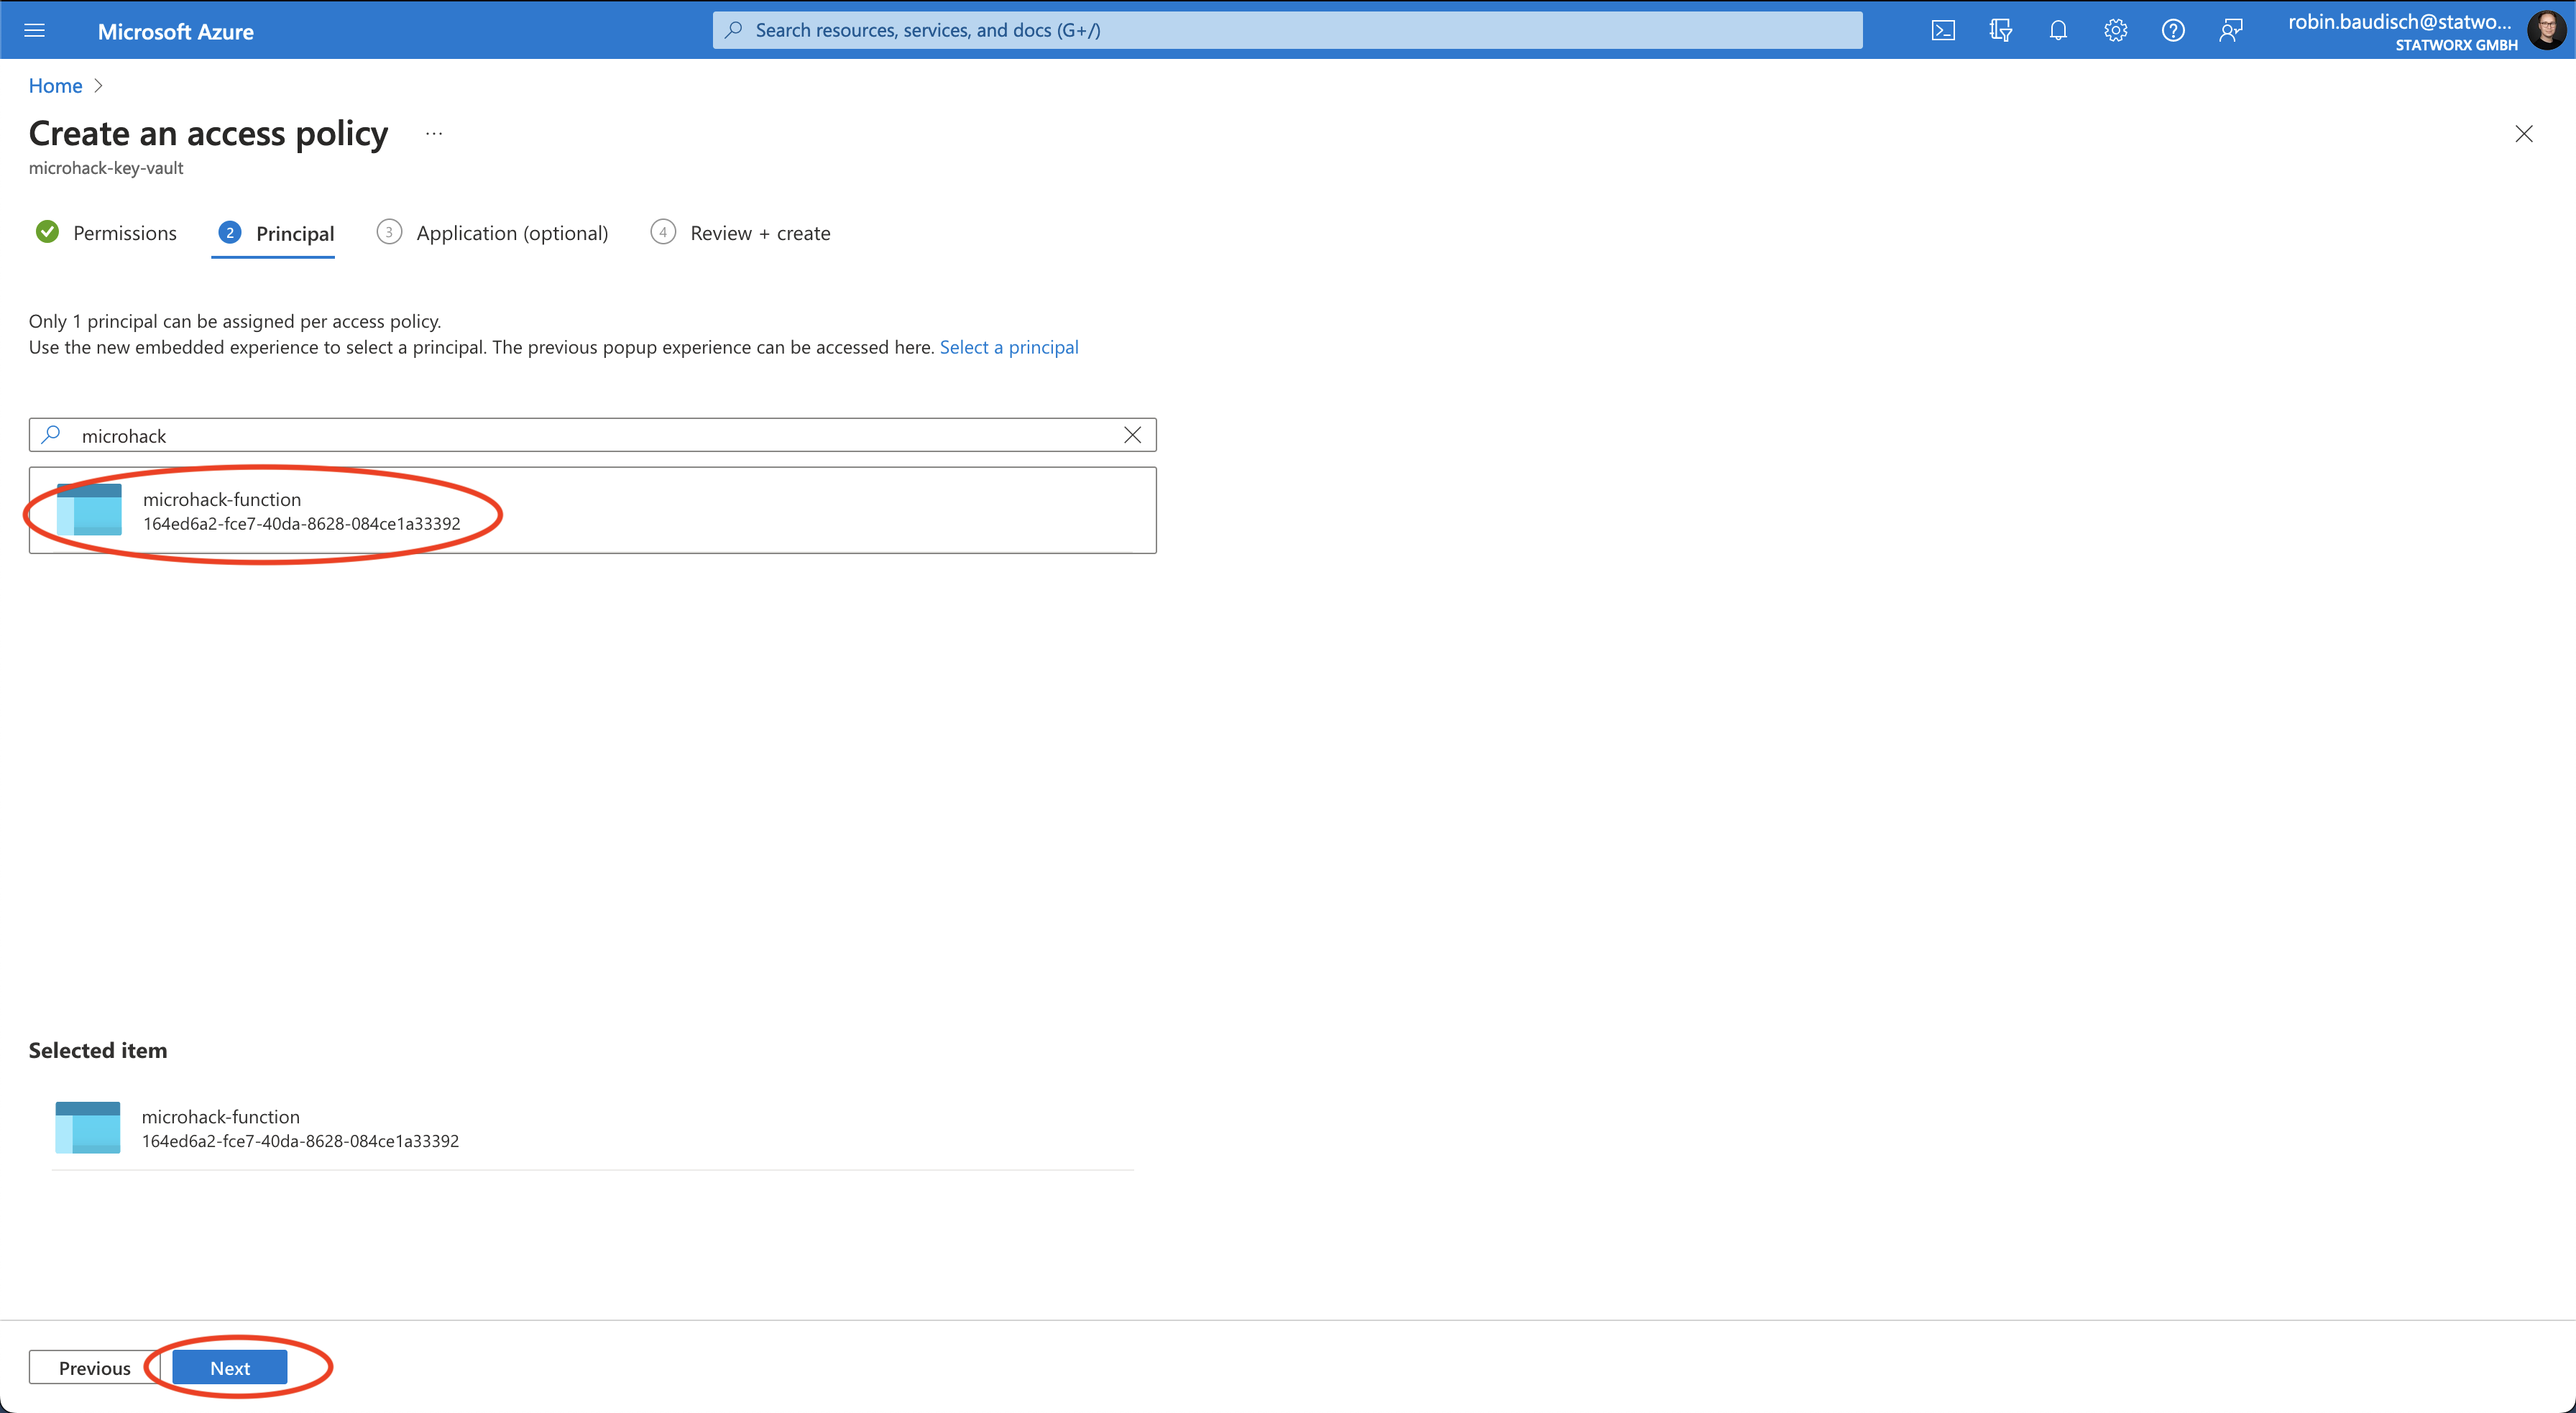 Microsoft Azure
Search resources, services, and docs (G+/)
robin.baudisch@statwo...
STATWORX GMBH
Home
Create an access policy
...
microhack-key-vault
Permissions
2 Principal
3 Application (optional)
4 Review + create
Only 1 principal can be assigned per access policy.
Use the new embedded experience to select a principal. The previous popup experience can be accessed here. Select a principal
microhack
microhack-function
164ed6a2-fce7-40da-8628-084ce1a33392
Selected item
microhack-function
164ed6a2-fce7-40da-8628-084ce1a33392
Previous
Next